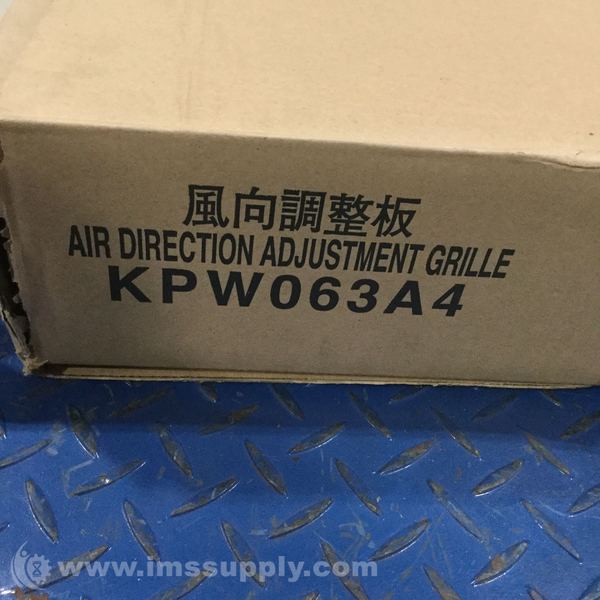 風向調整板
AIR DIRECTION ADJUSTMENT GRILLE
KPW063A4
www.imssupply.com